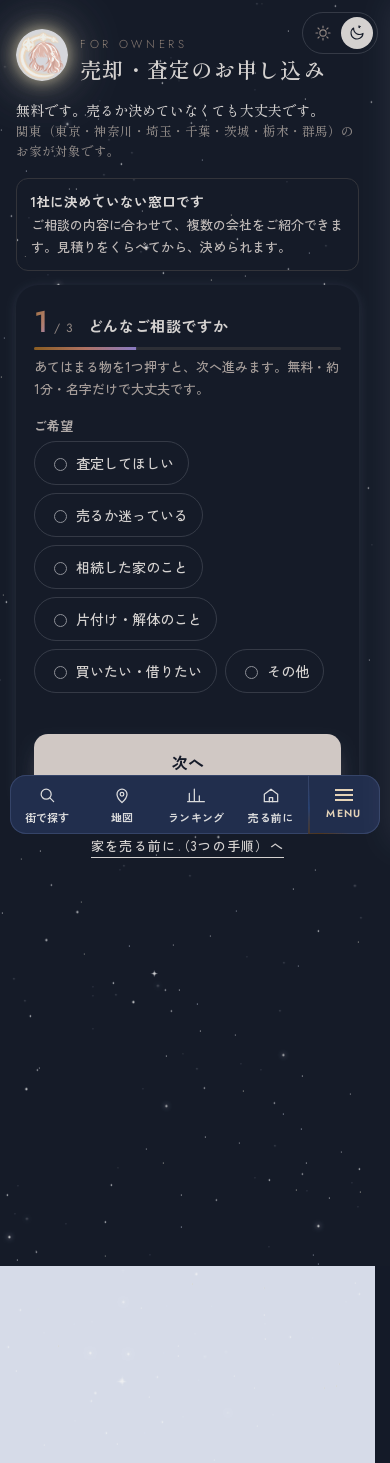 FOR OWNERS
売却・査定のお申し込み
無料です。売るか決めていなくても大丈夫です。
関東（東京・神奈川・埼玉・千葉・茨城・栃木・群馬）の
お家が対象です。
1社に決めていない窓口です
ご相談の内容に合わせて、複数の会社をご紹介できま
す。見積りをくらべてから、決められます。
1 / 3 どんなご相談ですか
あてはまる物を1つ押すと、次へ進みます。無料・約
1分・名字だけで大丈夫です。
ご希望
査定してほしい
売るか迷っている
相続した家のこと
片付け・解体のこと
買いたい・借りたい その他
次へ
街で探す 地図 ランキング 売る前に MENU
家を売る前に（3つの手順）へ